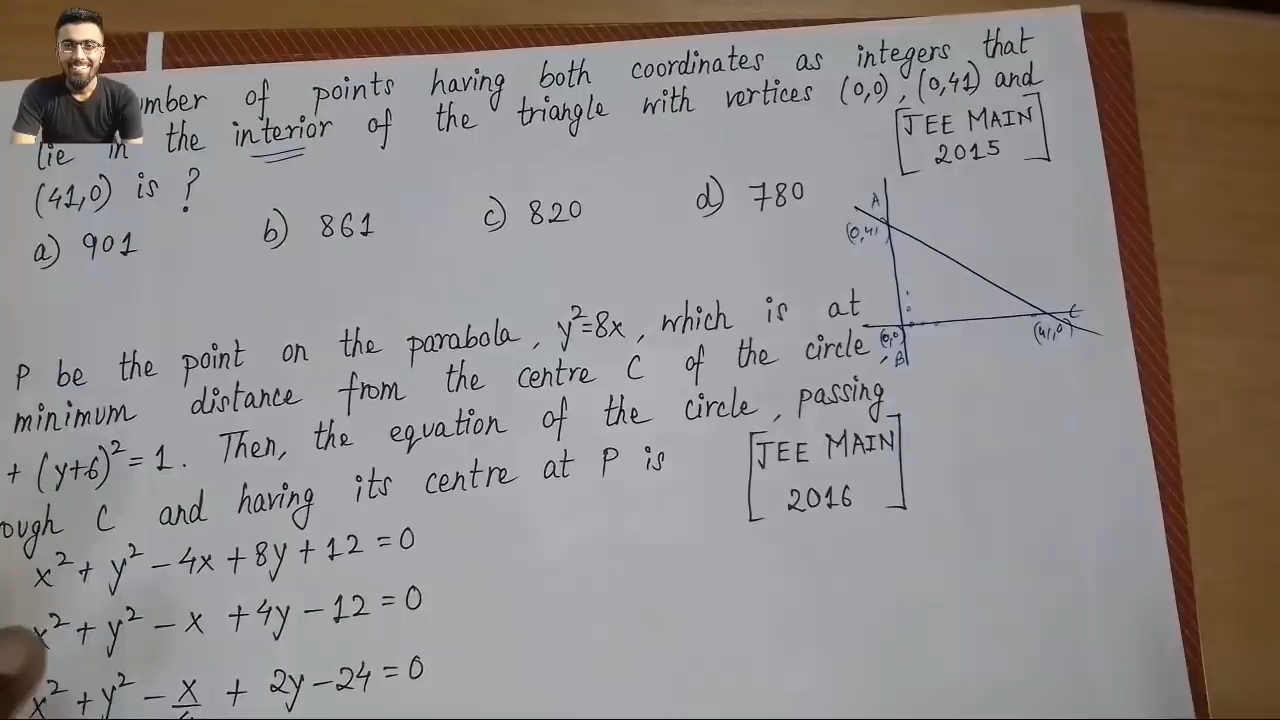 of points having both coordinates as integers that
lie in the interior of the triangle with vertices (0,0), (0,41) and
(41,0) is ?
[JEE MAIN 2015]
a) 901 b) 861 c) 820 d) 780
A
(0,41
(0,0
B
(41,0)
C
P be the point on the parabola, y²=8x, which is at
minimum distance from the centre C of the circle,
+ (y+6)² = 1. Then, the equation of the circle, passing
ough C and having its centre at P is
[JEE MAIN 2016]
x² + y² - 4x + 8y + 12 = 0
x² + y² - x + 4y - 12 = 0
x² + y² - x/4 + 2y - 24 = 0